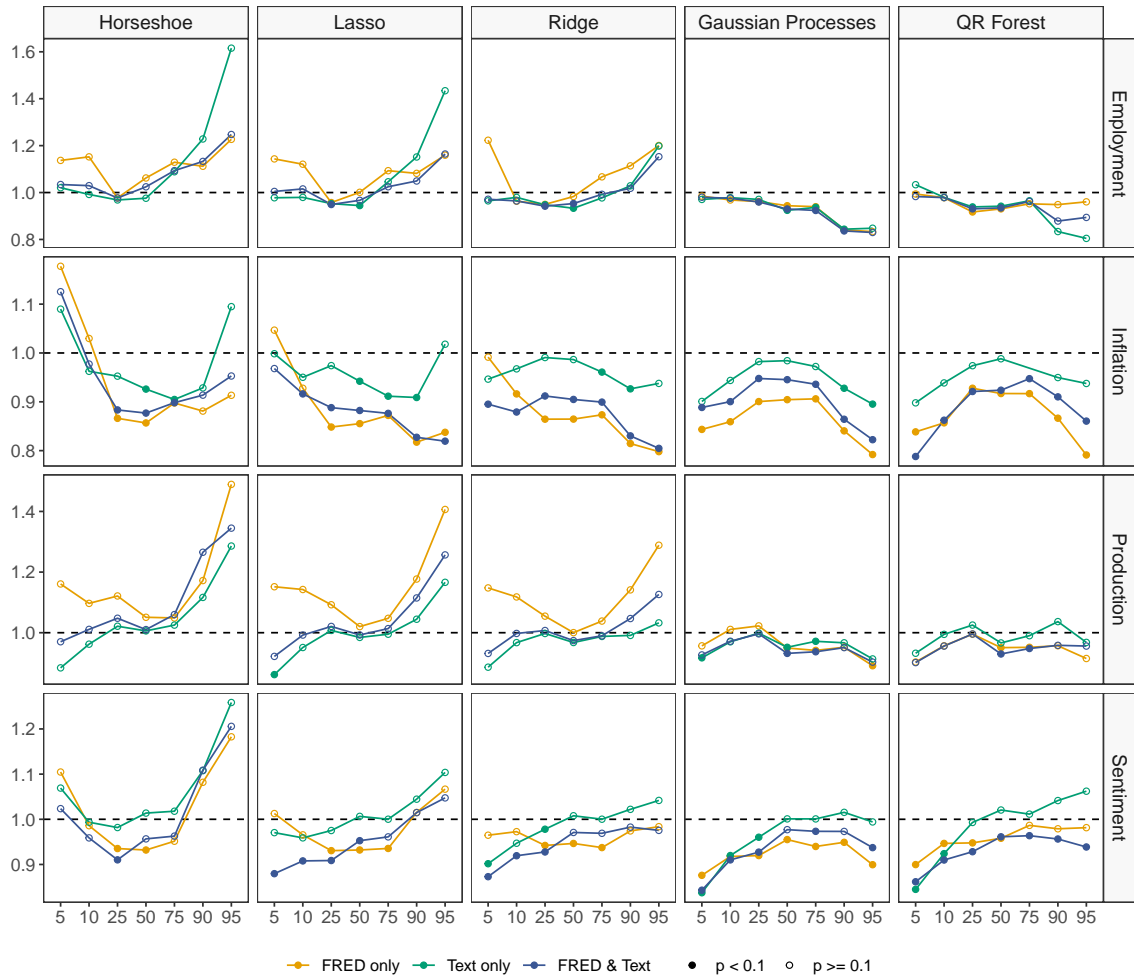 Horseshoe Lasso Ridge Gaussian Processes QR Forest
1.6
1.4
1.2
1.0
0.8
Employment
1.1
1.0
0.9
0.8
Inflation
1.4
1.2
1.0
Production
1.2
1.1
1.0
0.9
Sentiment
5 10 25 50 75 90 95 5 10 25 50 75 90 95 5 10 25 50 75 90 95 5 10 25 50 75 90 95 5 10 25 50 75 90 95
FRED only Text only FRED & Text p < 0.1 p >= 0.1